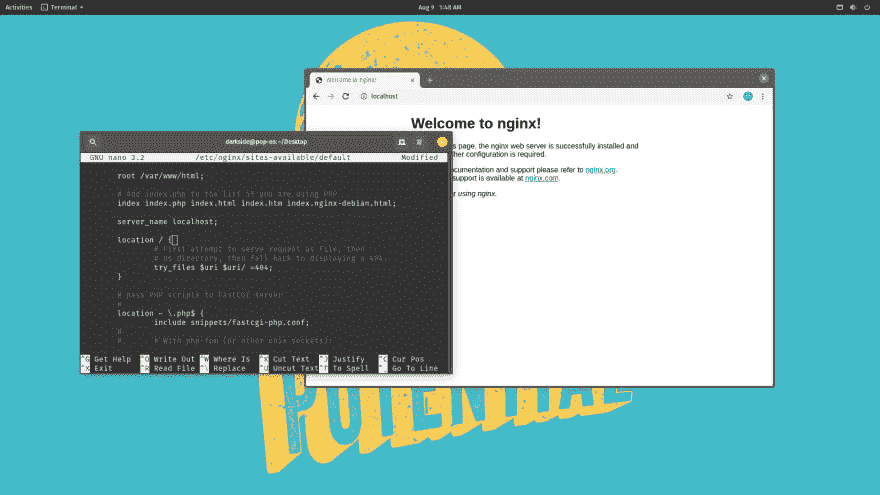 Activities
Terminal
Aug 9 5:48 AM
Welcome to nginx!
localhost
Welcome to nginx!
s page, the nginx web server is successfully installed and
ther configuration is required.
ocumentation and support please refer to nginx.org.
support is available at nginx.com.
r using nginx.
darkside@pop-os: ~/Desktop
GNU nano 3.2 /etc/nginx/sites-available/default Modified
root /var/www/html;
# Add index.php to the list if you are using PHP
index index.php index.html index.htm index.nginx-debian.html;
server_name localhost;
location / {
# First attempt to serve request as file, then
# as directory, then fall back to displaying a 404.
try_files $uri $uri/ =404;
}
# pass PHP scripts to FastCGI server
#
location ~ \.php$ {
include snippets/fastcgi-php.conf;
#
# # With php-fpm (or other unix sockets):
^G Get Help ^O Write Out ^W Where Is ^K Cut Text ^J Justify ^C Cur Pos
^X Exit ^R Read File ^\ Replace ^U Uncut Text ^T To Spell ^_ Go To Line
POTENTIAL